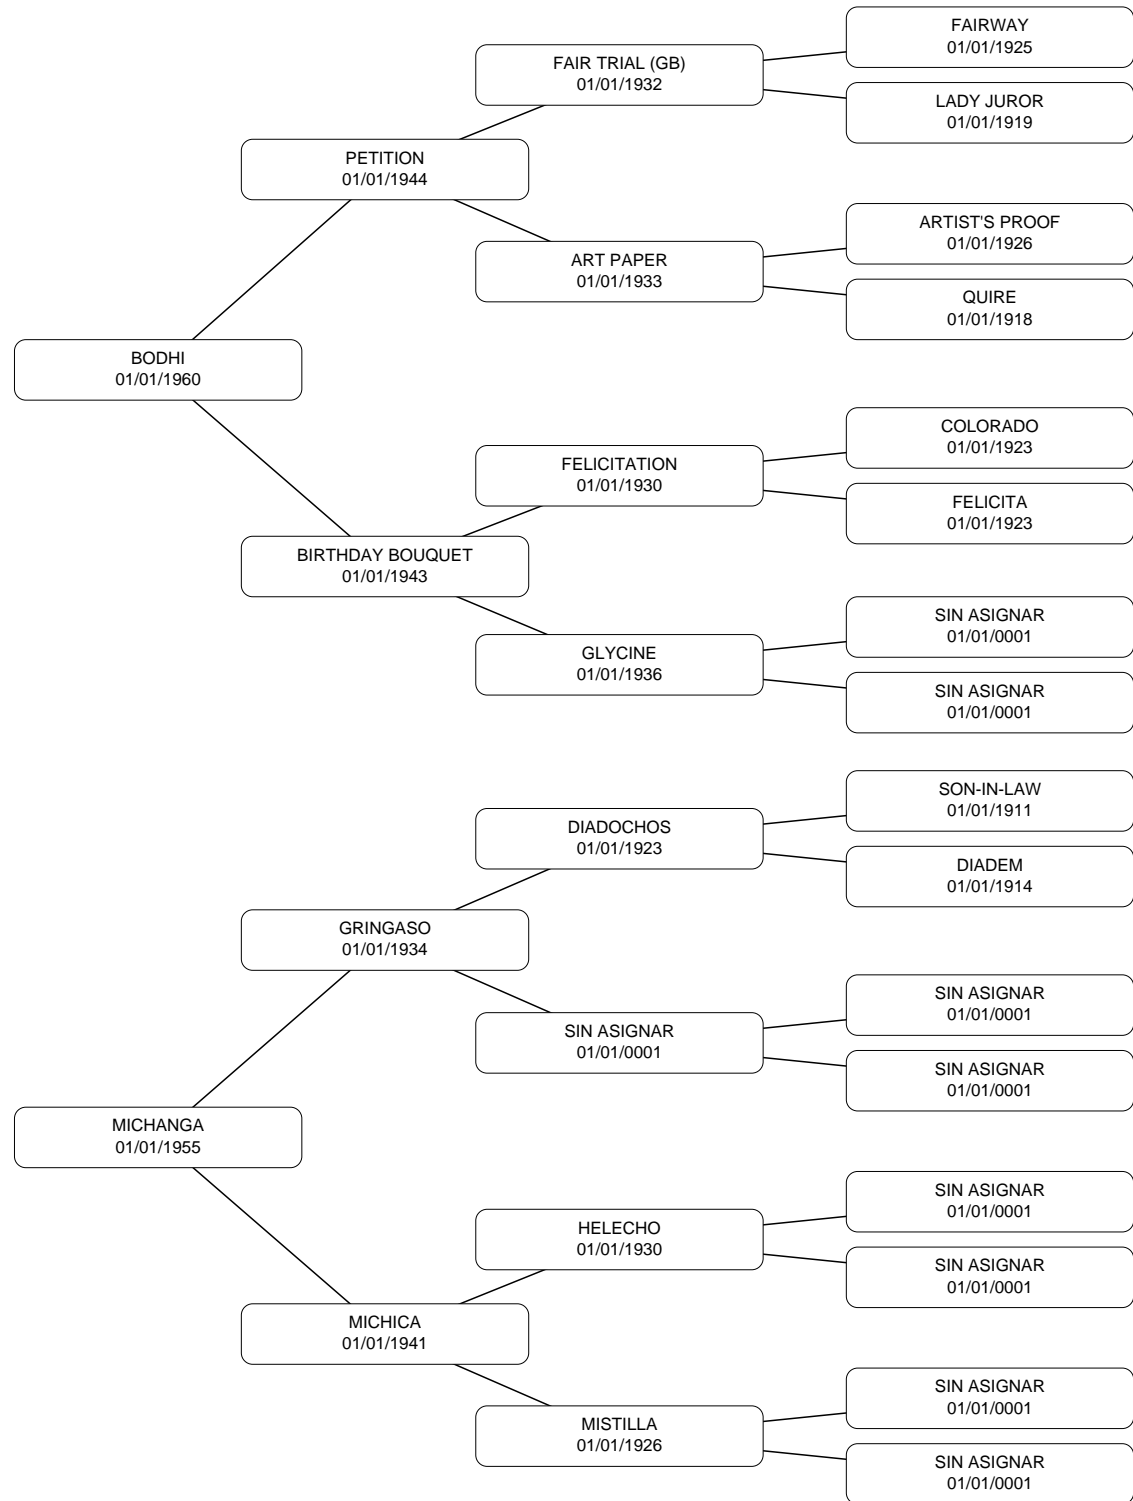 FAIRWAY
01/01/1925
FAIR TRIAL (GB)
01/01/1932
LADY JUROR
01/01/1919
PETITION
01/01/1944
ARTIST'S PROOF
01/01/1926
ART PAPER
01/01/1933
QUIRE
01/01/1918
BODHI
01/01/1960
COLORADO
01/01/1923
FELICITATION
01/01/1930
FELICITA
01/01/1923
BIRTHDAY BOUQUET
01/01/1943
SIN ASIGNAR
01/01/0001
GLYCINE
01/01/1936
SIN ASIGNAR
01/01/0001
SON-IN-LAW
01/01/1911
DIADOCHOS
01/01/1923
DIADEM
01/01/1914
GRINGASO
01/01/1934
SIN ASIGNAR
01/01/0001
SIN ASIGNAR
01/01/0001
SIN ASIGNAR
01/01/0001
MICHANGA
01/01/1955
SIN ASIGNAR
01/01/0001
HELECHO
01/01/1930
SIN ASIGNAR
01/01/0001
MICHICA
01/01/1941
SIN ASIGNAR
01/01/0001
MISTILLA
01/01/1926
SIN ASIGNAR
01/01/0001